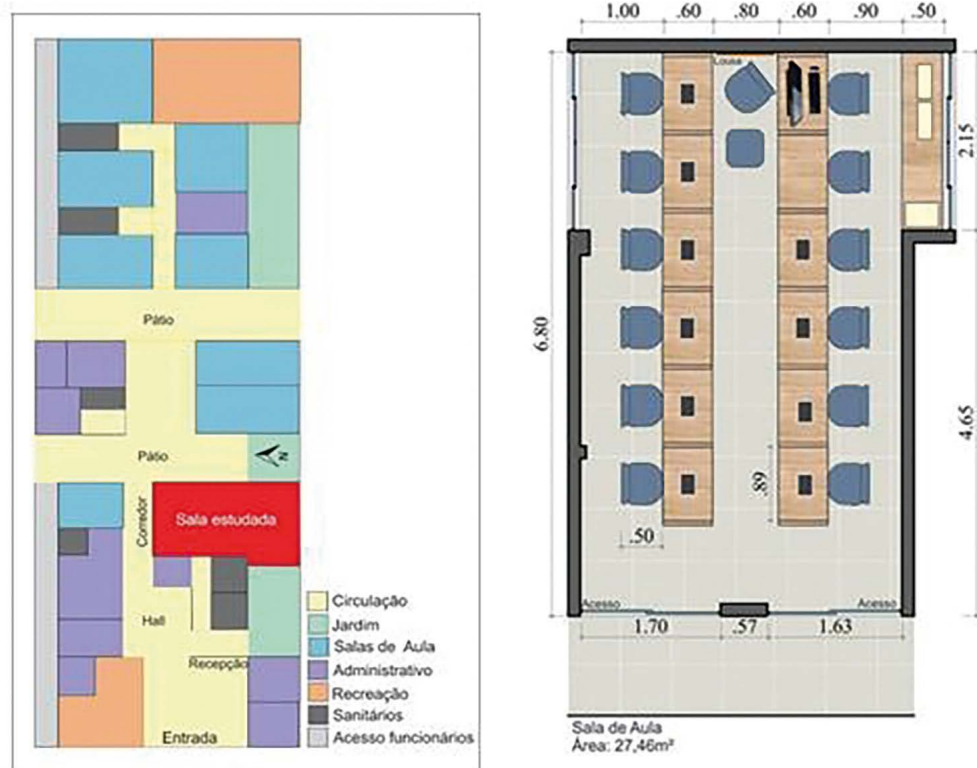 Pátio
Pátio
N
Corredor
Sala estudada
Hall
Recepção
Entrada
Circulação
Jardim
Salas de Aula
Administrativo
Recreação
Sanitários
Acesso funcionários
1.00 .60 .80 .60 .90 .50
Lousa
2.15
6.80
4.65
.89
.50
Acesso
Acesso
1.70 .57 1.63
Sala de Aula
Área: 27,46m²